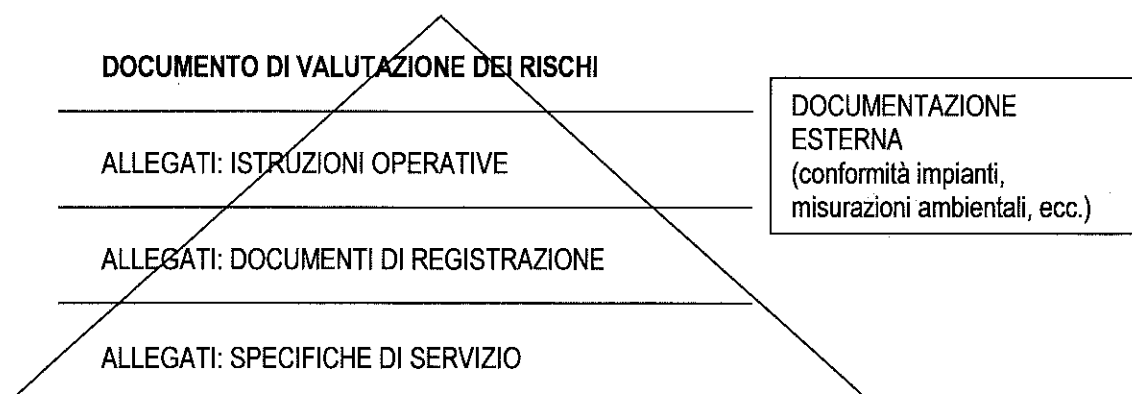 DOCUMENTO DI VALUTAZIONE DEI RISCHI
ALLEGATI: ISTRUZIONI OPERATIVE
ALLEGATI: DOCUMENTI DI REGISTRAZIONE
ALLEGATI: SPECIFICHE DI SERVIZIO
DOCUMENTAZIONE
ESTERNA
(conformità impianti,
misurazioni ambientali, ecc.)